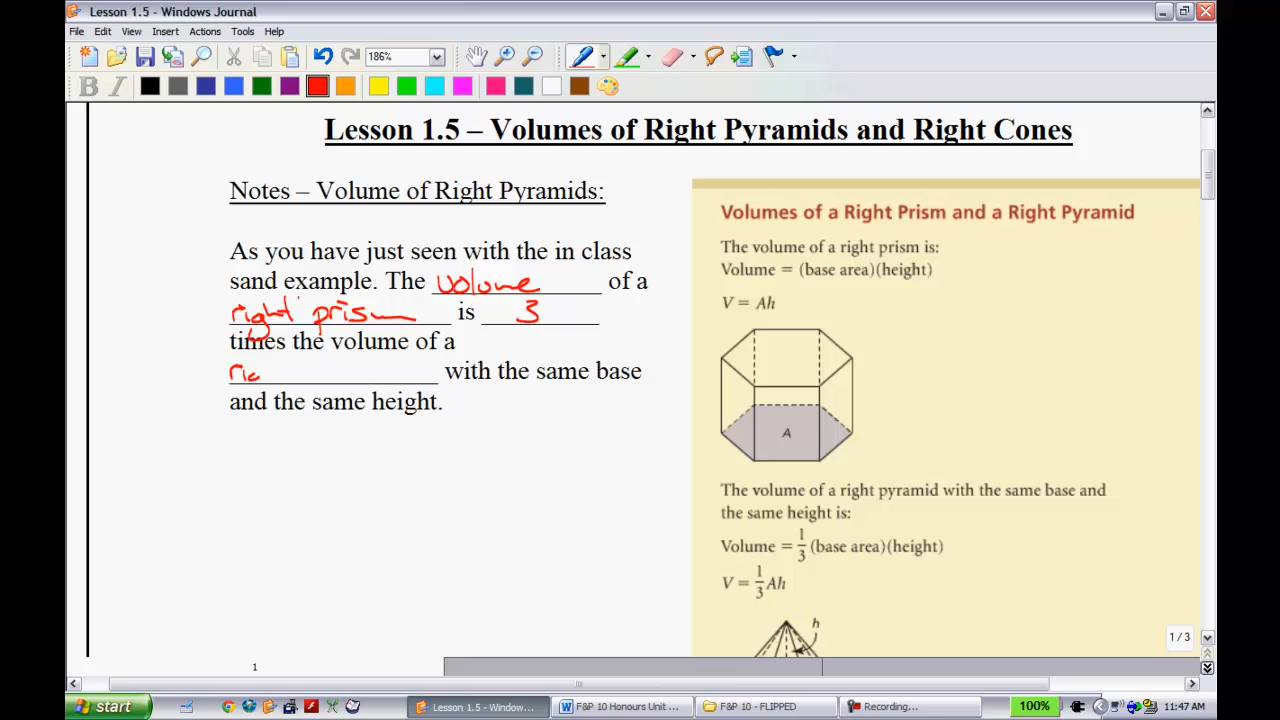 Lesson 1.5 - Windows Journal
File Edit View Insert Actions Tools Help
186%
B I
Lesson 1.5 – Volumes of Right Pyramids and Right Cones
Notes – Volume of Right Pyramids:
As you have just seen with the in class
sand example. The volume of a
right prism is 3
times the volume of a
ric with the same base
and the same height.
Volumes of a Right Prism and a Right Pyramid
The volume of a right prism is:
Volume = (base area)(height)
V = Ah
A
The volume of a right pyramid with the same base and
the same height is:
Volume = 1/3 (base area)(height)
V = 1/3 Ah
h
1 / 3
1
start
Lesson 1.5 - Window...
F&P 10 Honours Unit ...
F&P 10 - FLIPPED
Recording...
100%
11:47 AM